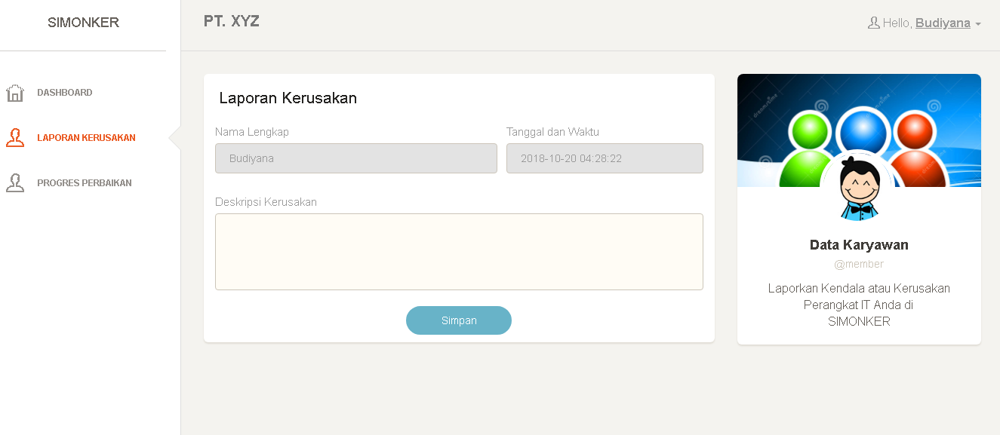 SIMONKER
PT. XYZ
Hello, Budiyana
DASHBOARD
LAPORAN KERUSAKAN
PROGRES PERBAIKAN
Laporan Kerusakan
Nama Lengkap
Tanggal dan Waktu
Budiyana
2018-10-20 04:28:22
Deskripsi Kerusakan
Simpan
dreamstime
dreamstime
Data Karyawan
@member
Laporkan Kendala atau Kerusakan
Perangkat IT Anda di
SIMONKER